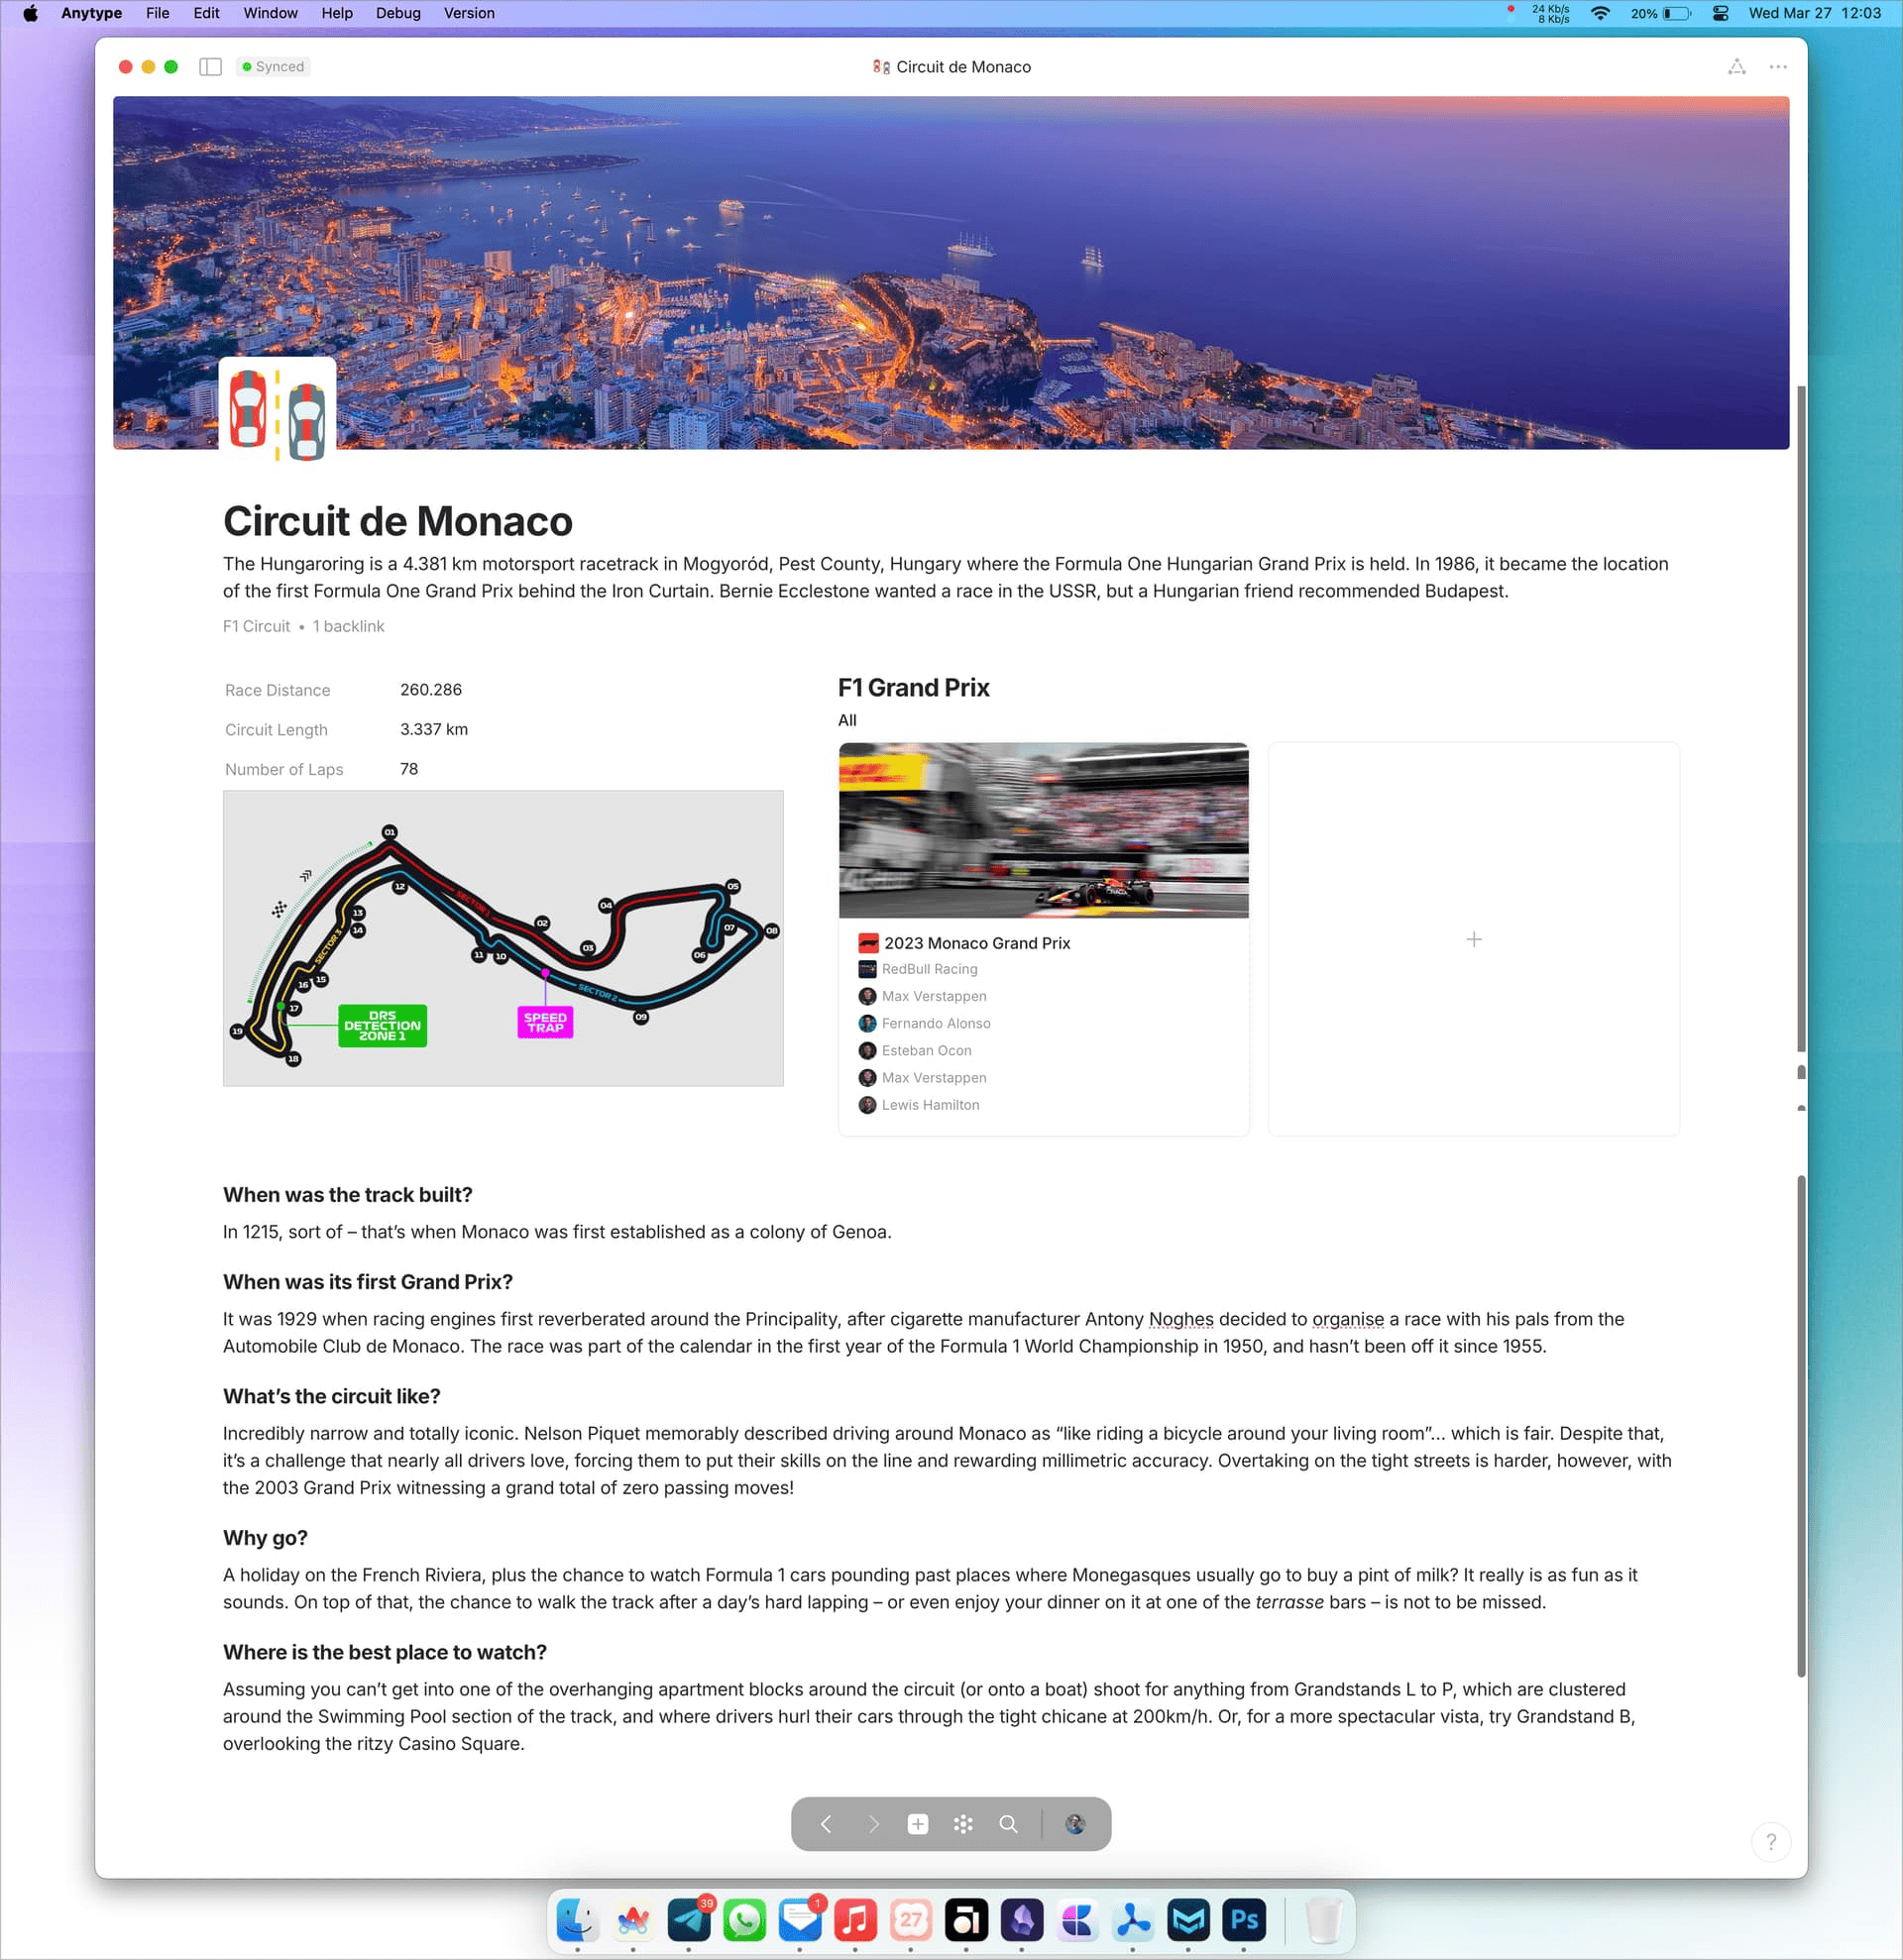 Anytype File Edit Window Help Debug Version
24 Kb/s
8 Kb/s
20%
Wed Mar 27 12:03
Synced
Circuit de Monaco
Circuit de Monaco
The Hungaroring is a 4.381 km motorsport racetrack in Mogyoród, Pest County, Hungary where the Formula One Hungarian Grand Prix is held. In 1986, it became the location
of the first Formula One Grand Prix behind the Iron Curtain. Bernie Ecclestone wanted a race in the USSR, but a Hungarian friend recommended Budapest.
F1 Circuit • 1 backlink
Race Distance 260.286
Circuit Length 3.337 km
Number of Laps 78
01
12
SECTOR 1
02
03
04
05
07
08
06
13
14
SECTOR 3
11
10
16
15
SECTOR 2
17
09
19
18
DRS
DETECTION
ZONE 1
SPEED
TRAP
F1 Grand Prix
All
2023 Monaco Grand Prix
RedBull Racing
Max Verstappen
Fernando Alonso
Esteban Ocon
Max Verstappen
Lewis Hamilton
When was the track built?
In 1215, sort of – that’s when Monaco was first established as a colony of Genoa.
When was its first Grand Prix?
It was 1929 when racing engines first reverberated around the Principality, after cigarette manufacturer Antony Noghes decided to organise a race with his pals from the
Automobile Club de Monaco. The race was part of the calendar in the first year of the Formula 1 World Championship in 1950, and hasn’t been off it since 1955.
What’s the circuit like?
Incredibly narrow and totally iconic. Nelson Piquet memorably described driving around Monaco as “like riding a bicycle around your living room”... which is fair. Despite that,
it’s a challenge that nearly all drivers love, forcing them to put their skills on the line and rewarding millimetric accuracy. Overtaking on the tight streets is harder, however, with
the 2003 Grand Prix witnessing a grand total of zero passing moves!
Why go?
A holiday on the French Riviera, plus the chance to watch Formula 1 cars pounding past places where Monegasques usually go to buy a pint of milk? It really is as fun as it
sounds. On top of that, the chance to walk the track after a day’s hard lapping – or even enjoy your dinner on it at one of the terrasse bars – is not to be missed.
Where is the best place to watch?
Assuming you can’t get into one of the overhanging apartment blocks around the circuit (or onto a boat) shoot for anything from Grandstands L to P, which are clustered
around the Swimming Pool section of the track, and where drivers hurl their cars through the tight chicane at 200km/h. Or, for a more spectacular vista, try Grandstand B,
overlooking the ritzy Casino Square.
?
39
1
27
Ps